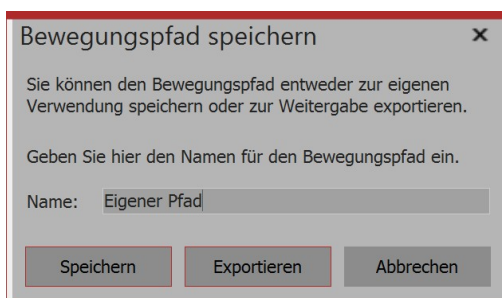 Bewegungspfad speichern
Sie können den Bewegungspfad entweder zur eigenen
Verwendung speichern oder zur Weitergabe exportieren.
Geben Sie hier den Namen für den Bewegungspfad ein.
Name: Eigener Pfad
Speichern Exportieren Abbrechen